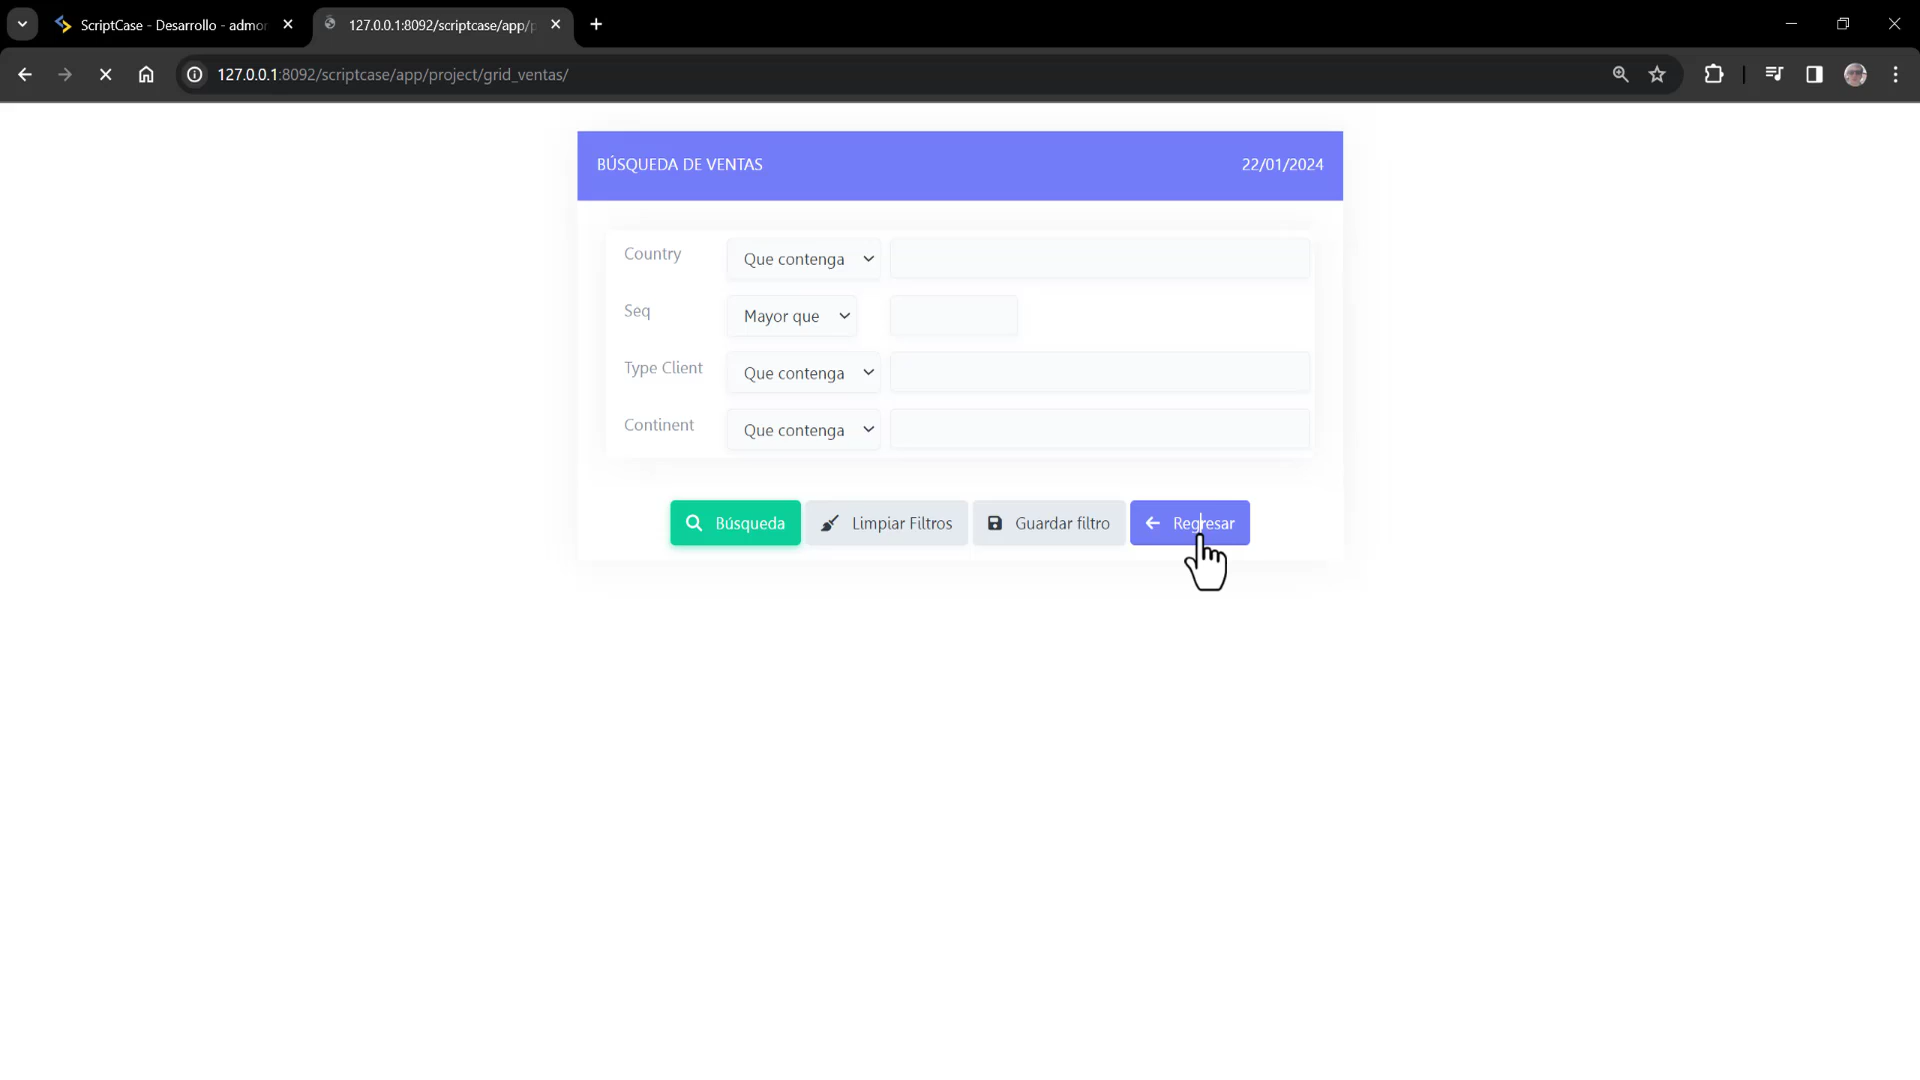 ScriptCase - Desarrollo - admo
127.0.0.1:8092/scriptcase/app/p
127.0.0.1:8092/scriptcase/app/project/grid_ventas/
BÚSQUEDA DE VENTAS 22/01/2024
Country Que contenga
Seq Mayor que
Type Client Que contenga
Continent Que contenga
Búsqueda Limpiar Filtros Guardar filtro Regresar